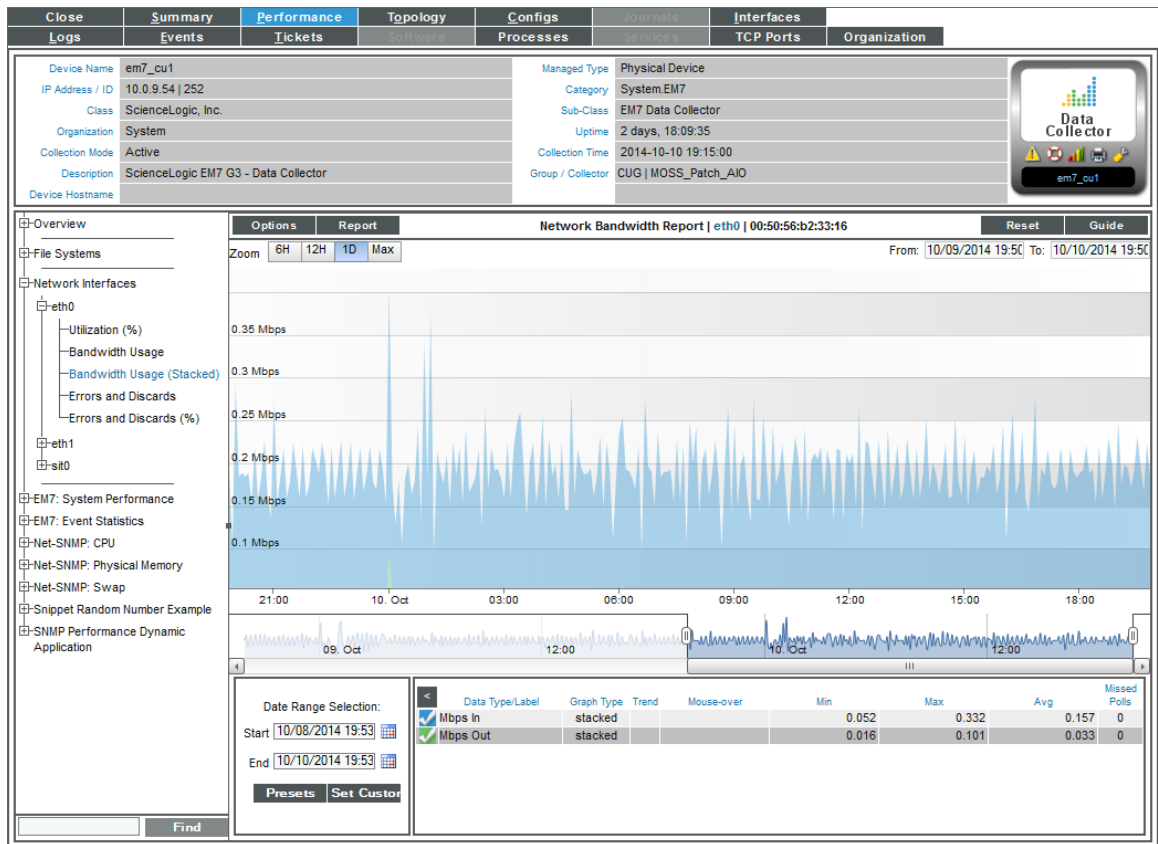 Close Summary Performance Topology Configs Journals Interfaces
Logs Events Tickets Software Processes Services TCP Ports Organization
Device Name em7_cu1 Managed Type Physical Device
IP Address / ID 10.0.9.54 | 252 Category System.EM7
Class ScienceLogic, Inc. Sub-Class EM7 Data Collector
Organization System Uptime 2 days, 18:09:35
Collection Mode Active Collection Time 2014-10-10 19:15:00
Description ScienceLogic EM7 G3 - Data Collector Group / Collector CUG | MOSS_Patch_AIO
Device Hostname
Data
Collector
em7_cu1
Overview
File Systems
Network Interfaces
eth0
Utilization (%)
Bandwidth Usage
Bandwidth Usage (Stacked)
Errors and Discards
Errors and Discards (%)
eth1
sit0
EM7: System Performance
EM7: Event Statistics
Net-SNMP: CPU
Net-SNMP: Physical Memory
Net-SNMP: Swap
Snippet Random Number Example
SNMP Performance Dynamic
Application
Find
Options Report Network Bandwidth Report | eth0 | 00:50:56:b2:33:16 Reset Guide
Zoom 6H 12H 1D Max From: 10/09/2014 19:50 To: 10/10/2014 19:50
0.35 Mbps
0.3 Mbps
0.25 Mbps
0.2 Mbps
0.15 Mbps
0.1 Mbps
21:00 10. Oct 03:00 06:00 09:00 12:00 15:00 18:00
09. Oct 12:00 10. Oct 12:00
Date Range Selection:
Start 10/08/2014 19:53
End 10/10/2014 19:53
Presets Set Custor
< Data Type/Label Graph Type Trend Mouse-over Min Max Avg Missed Polls
Mbps In stacked 0.052 0.332 0.157 0
Mbps Out stacked 0.016 0.101 0.033 0